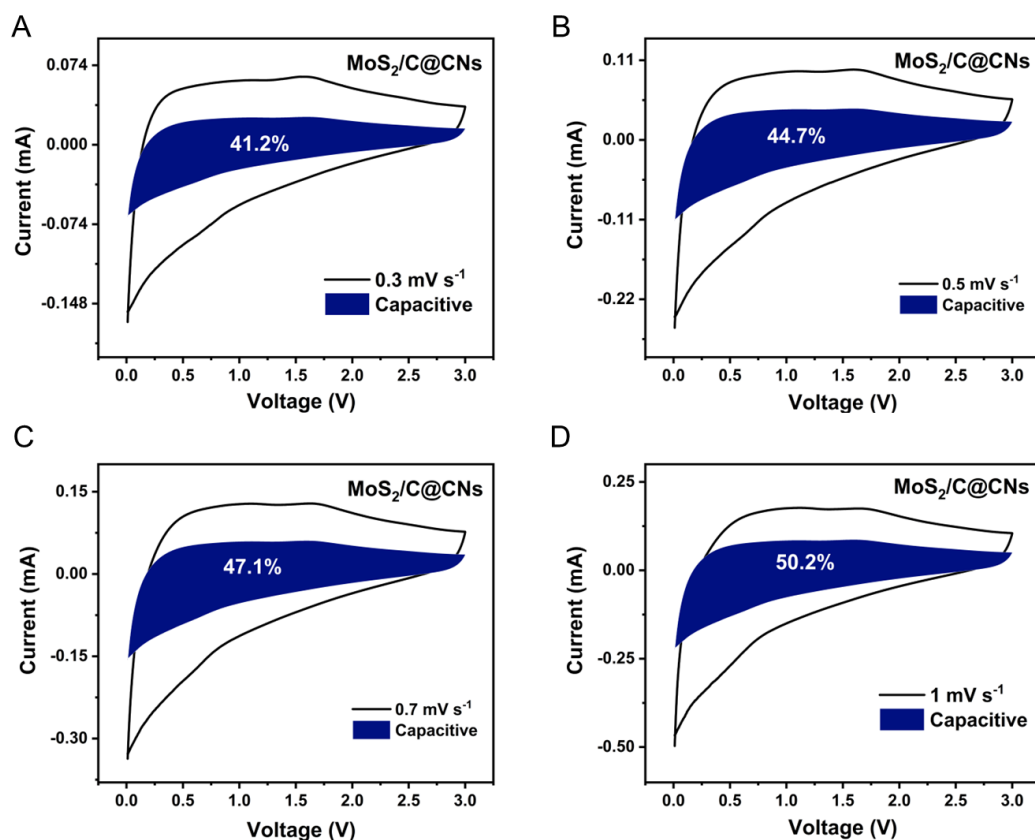 A
MoS₂/C@CNs
0.074
0.000
-0.074
-0.148
Current (mA)
41.2%
0.3 mV s⁻¹
Capacitive
0.0 0.5 1.0 1.5 2.0 2.5 3.0
Voltage (V)
B
MoS₂/C@CNs
0.11
0.00
-0.11
-0.22
Current (mA)
44.7%
0.5 mV s⁻¹
Capacitive
0.0 0.5 1.0 1.5 2.0 2.5 3.0
Voltage (V)
C
MoS₂/C@CNs
0.15
0.00
-0.15
-0.30
Current (mA)
47.1%
0.7 mV s⁻¹
Capacitive
0.0 0.5 1.0 1.5 2.0 2.5 3.0
Voltage (V)
D
MoS₂/C@CNs
0.25
0.00
-0.25
-0.50
Current (mA)
50.2%
1 mV s⁻¹
Capacitive
0.0 0.5 1.0 1.5 2.0 2.5 3.0
Voltage (V)